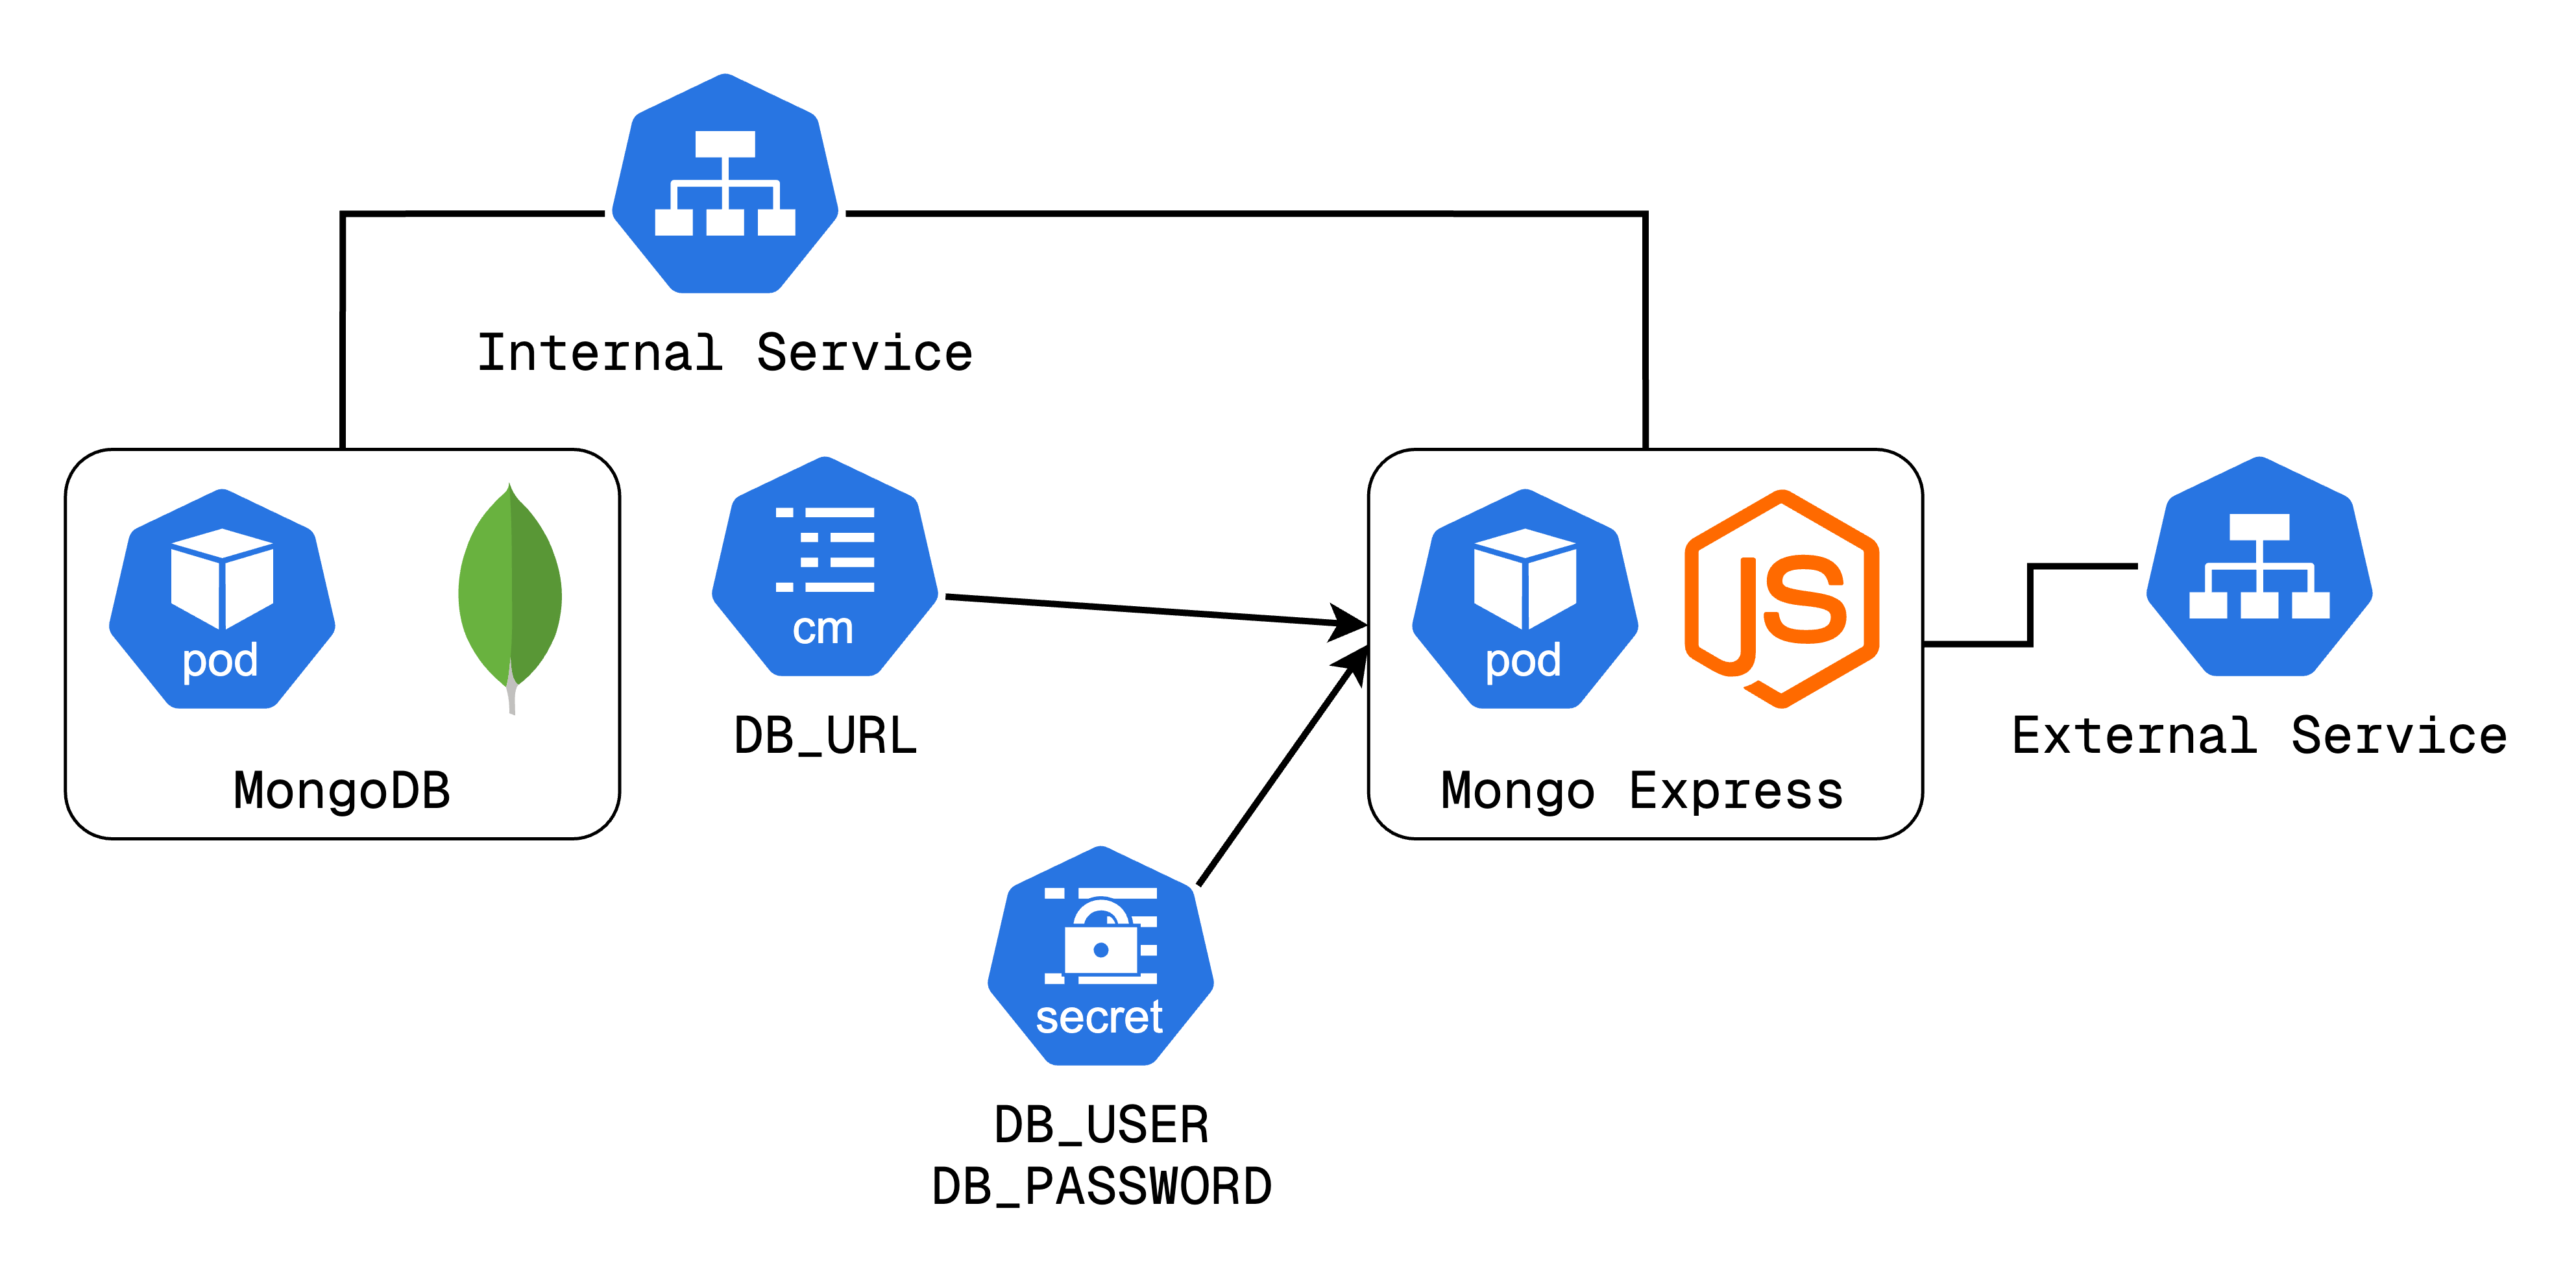 Internal Service
pod
MongoDB
cm
DB_URL
pod
JS
Mongo Express
External Service
secret
DB_USER
DB_PASSWORD